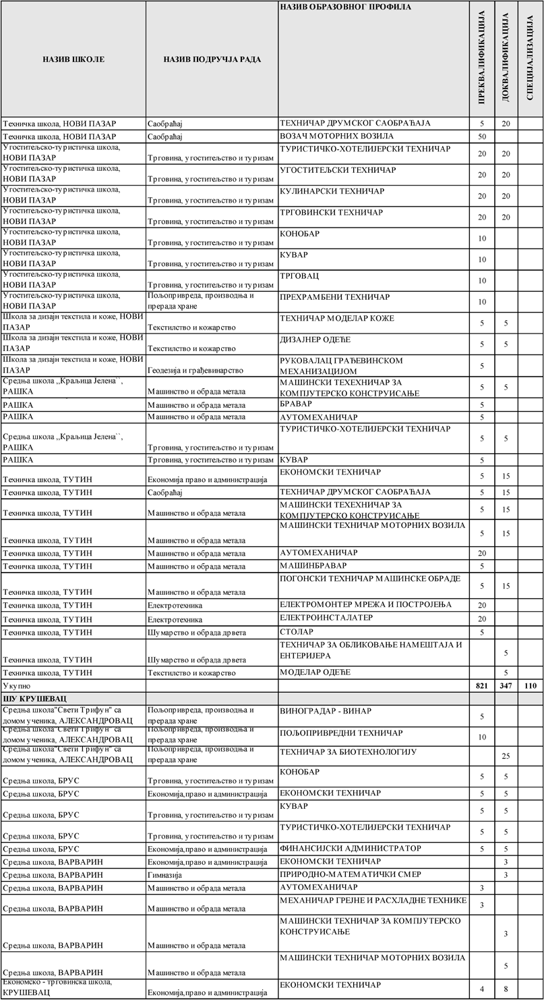 НАЗИВ ШКОЛЕ НАЗИВ ПОДРУЧЈА РАДА НАЗИВ ОБРАЗОВНОГ ПРОФИЛА ПРЕКВАЛИФИКАЦИЈА ДОКВАЛИФИКАЦИЈА СПЕЦИЈАЛИЗАЦИЈА
Техничка школа, НОВИ ПАЗАР Саобраћај ТЕХНИЧАР ДРУМСКОГ САОБРАЋАЈА 5 20
Техничка школа, НОВИ ПАЗАР Саобраћај ВОЗАЧ МОТОРНИХ ВОЗИЛА 50
Угоститељско-туристичка школа,
НОВИ ПАЗАР Трговина, угоститељство и туризам ТУРИСТИЧКО-ХОТЕЛИЈЕРСКИ ТЕХНИЧАР 20 20
Угоститељско-туристичка школа,
НОВИ ПАЗАР Трговина, угоститељство и туризам УГОСТИТЕЉСКИ ТЕХНИЧАР 20 20
Угоститељско-туристичка школа,
НОВИ ПАЗАР Трговина, угоститељство и туризам КУЛИНАРСКИ ТЕХНИЧАР 20 20
Угоститељско-туристичка школа,
НОВИ ПАЗАР Трговина, угоститељство и туризам ТРГОВИНСКИ ТЕХНИЧАР 20 20
Угоститељско-туристичка школа,
НОВИ ПАЗАР Трговина, угоститељство и туризам КОНОБАР 10
Угоститељско-туристичка школа,
НОВИ ПАЗАР Трговина, угоститељство и туризам КУВАР 10
Угоститељско-туристичка школа,
НОВИ ПАЗАР Трговина, угоститељство и туризам ТРГОВАЦ 10
Угоститељско-туристичка школа,
НОВИ ПАЗАР Пољопривреда, производња и
прерада хране ПРЕХРАМБЕНИ ТЕХНИЧАР 10
Школа за дизајн текстила и коже, НОВИ
ПАЗАР Текстилство и кожарство ТЕХНИЧАР МОДЕЛАР КОЖЕ 5 5
Школа за дизајн текстила и коже, НОВИ
ПАЗАР Текстилство и кожарство ДИЗАЈНЕР ОДЕЋЕ 5 5
Школа за дизајн текстила и коже, НОВИ
ПАЗАР Геодезија и грађевинарство РУКОВАЛАЦ ГРАЂЕВИНСКОМ
МЕХАНИЗАЦИЈОМ 5
Средња школа ,,Краљица Јелена``,
РАШКА Машинство и обрада метала МАШИНСКИ ТЕХЕХНИЧАР ЗА
КОМПЈУТЕРСКО КОНСТРУИСАЊЕ 5 5
РАШКА Машинство и обрада метала БРАВАР 5
РАШКА Машинство и обрада метала АУТОМЕХАНИЧАР 5
Средња школа ,,Краљица Јелена``,
РАШКА Трговина, угоститељство и туризам ТУРИСТИЧКО-ХОТЕЛИЈЕРСКИ ТЕХНИЧАР 5 5
РАШКА Трговина, угоститељство и туризам КУВАР 5
Техничка школа, ТУТИН Економија право и администрација ЕКОНОМСКИ ТЕХНИЧАР 5 15
Техничка школа, ТУТИН Саобраћај ТЕХНИЧАР ДРУМСКОГ САОБРАЋАЈА 5 15
Техничка школа, ТУТИН Машинство и обрада метала МАШИНСКИ ТЕХЕХНИЧАР ЗА
КОМПЈУТЕРСКО КОНСТРУИСАЊЕ 5 15
Техничка школа, ТУТИН Машинство и обрада метала МАШИНСКИ ТЕХНИЧАР МОТОРНИХ ВОЗИЛА 5 15
Техничка школа, ТУТИН Машинство и обрада метала АУТОМЕХАНИЧАР 20
Техничка школа, ТУТИН Машинство и обрада метала МАШИНБРАВАР 5
Техничка школа, ТУТИН Машинство и обрада метала ПОГОНСКИ ТЕХНИЧАР МАШИНСКЕ ОБРАДЕ 5 15
Техничка школа, ТУТИН Електротехника ЕЛЕКТРОМОНТЕР МРЕЖА И ПОСТРОЈЕЊА 20
Техничка школа, ТУТИН Електротехника ЕЛЕКТРОИНСТАЛАТЕР 20
Техничка школа, ТУТИН Шумарство и обрада дрвета СТОЛАР 5
Техничка школа, ТУТИН Шумарство и обрада дрвета ТЕХНИЧАР ЗА ОБЛИКОВАЊЕ НАМЕШТАЈА И
ЕНТЕРИЈЕРА 5
Техничка школа, ТУТИН Текстилство и кожарство МОДЕЛАР ОДЕЋЕ 5
Укупно 821 347 110
ШУ КРУШЕВАЦ
Средња школа"Свети Трифун" са
домом ученика, АЛЕКСАНДРОВАЦ Пољопривреда, производња и
прерада хране ВИНОГРАДАР - ВИНАР 5
Средња школа"Свети Трифун" са
домом ученика, АЛЕКСАНДРОВАЦ Пољопривреда, производња и
прерада хране ПОЉОПРИВРЕДНИ ТЕХНИЧАР 10
Средња школа"Свети Трифун" са
домом ученика, АЛЕКСАНДРОВАЦ Пољопривреда, производња и
прерада хране ТЕХНИЧАР ЗА БИОТЕХНОЛОГИЈУ 25
Средња школа, БРУС Трговина, угоститељство и туризам КОНОБАР 5 5
Средња школа, БРУС Економија,право и администрација ЕКОНОМСКИ ТЕХНИЧАР 5 5
Средња школа, БРУС Трговина, угоститељство и туризам КУВАР 5 5
Средња школа, БРУС Трговина, угоститељство и туризам ТУРИСТИЧКО-ХОТЕЛИЈЕРСКИ ТЕХНИЧАР 5 5
Средња школа, БРУС Економија,право и администрација ФИНАНСИЈСКИ АДМИНИСТРАТОР 5 5
Средња школа, ВАРВАРИН Економија,право и администрација ЕКОНОМСКИ ТЕХНИЧАР 3
Средња школа, ВАРВАРИН Гимназија ПРИРОДНО-МАТЕМАТИЧКИ СМЕР 3
Средња школа, ВАРВАРИН Машинство и обрада метала АУТОМЕХАНИЧАР 3
Средња школа, ВАРВАРИН Машинство и обрада метала МЕХАНИЧАР ГРЕЈНЕ И РАСХЛАДНЕ ТЕХНИКЕ 3
Средња школа, ВАРВАРИН Машинство и обрада метала МАШИНСКИ ТЕХНИЧАР ЗА КОМПЈУТЕРСКО
КОНСТРУИСАЊЕ 3
Средња школа, ВАРВАРИН Машинство и обрада метала МАШИНСКИ ТЕХНИЧАР МОТОРНИХ ВОЗИЛА 5
Економско - трговинска школа,
КРУШЕВАЦ Економија,право и администрација ЕКОНОМСКИ ТЕХНИЧАР 4 8